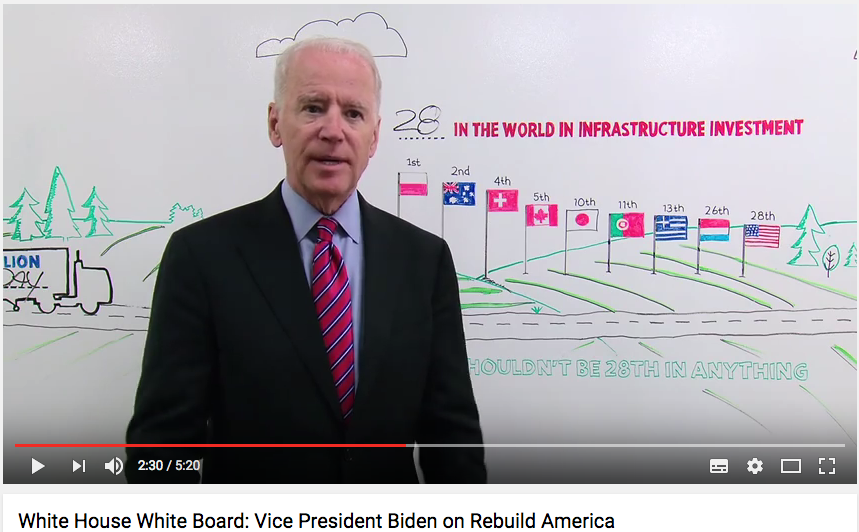 28 IN THE WORLD IN INFRASTRUCTURE INVESTMENT
1st
2nd
4th
5th
10th
11th
13th
26th
28th
LION
HOULDN'T BE 28TH IN ANYTHING
2:30 / 5:20
White House White Board: Vice President Biden on Rebuild America